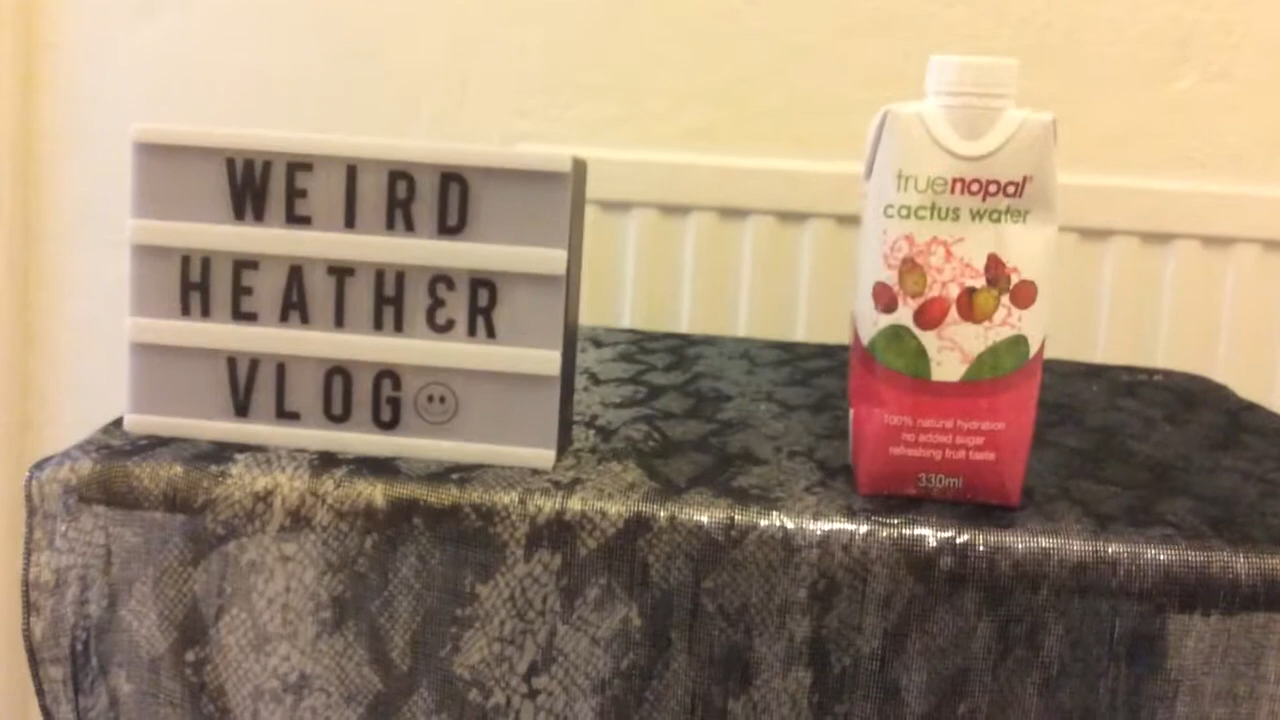 WEIRD
HEATHER
VLOG
truenopal®
cactus water
100% natural hydration
no added sugar
refreshing fruit taste
330ml